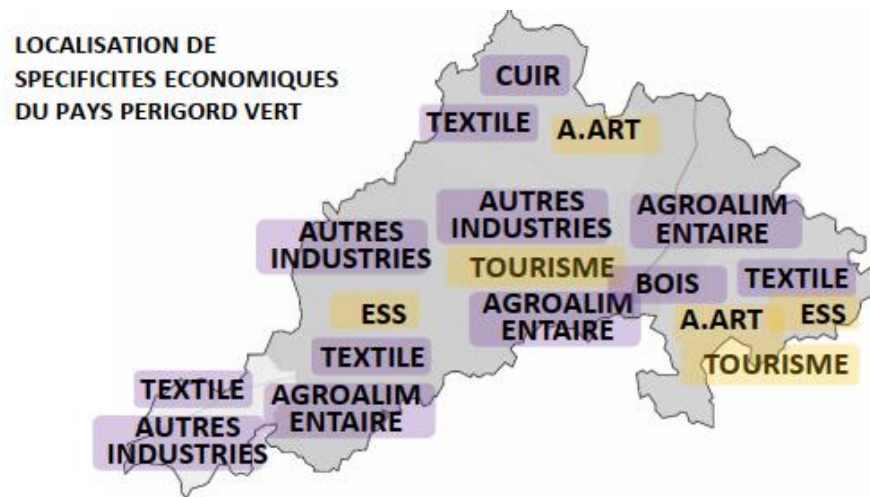 LOCALISATION DE
SPECIFICITES ECONOMIQUES
DU PAYS PERIGORD VERT
CUIR
TEXTILE
A.ART
AUTRES
INDUSTRIES
AGROALIM
ENTAIRE
AUTRES
INDUSTRIES
TOURISME
BOIS
TEXTILE
ESS
AGROALIM
ENTAIRE
A.ART
ESS
TEXTILE
TOURISME
TEXTILE
AGROALIM
ENTAIRE
AUTRES
INDUSTRIES